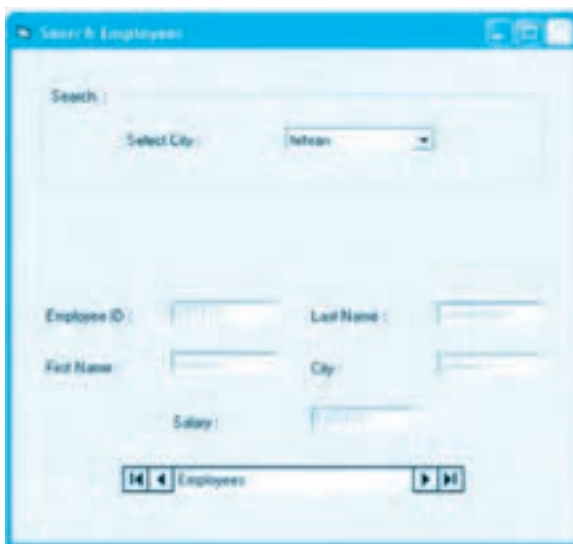 Search Employees
Search :
Select City : tehran
Employee ID : Last Name :
First Name City :
Salary :
Employees